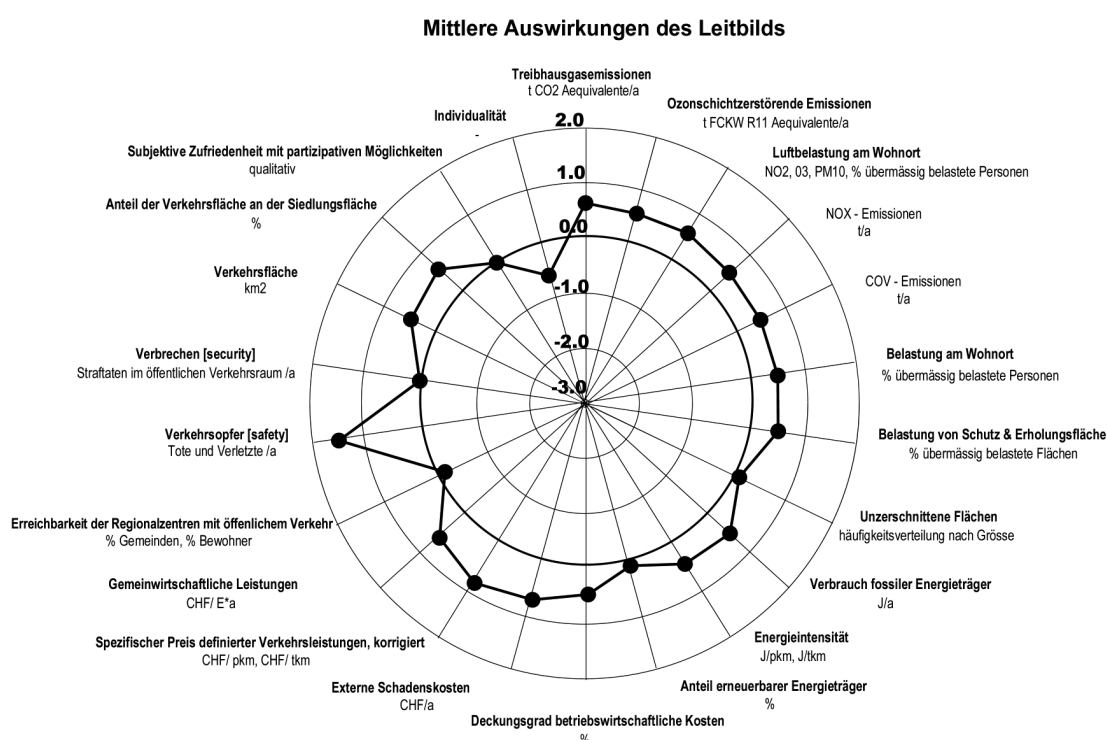 Mittlere Auswirkungen des Leitbilds
Treibhausgasemissionen
t CO2 Aequivalente/a
Ozonschichtzerstörende Emissionen
t FCKW R11 Aequivalente/a
Luftbelastung am Wohnort
NO2, 03, PM10, % übermässig belastete Personen
NOX - Emissionen
t/a
COV - Emissionen
t/a
Belastung am Wohnort
% übermässig belastete Personen
Belastung von Schutz & Erholungsfläche
% übermässig belastete Flächen
Unzerschnittene Flächen
häufigkeitsverteilung nach Grösse
Verbrauch fossiler Energieträger
J/a
Energieintensität
J/pkm, J/tkm
Anteil erneuerbarer Energieträger
%
Deckungsgrad betriebswirtschaftliche Kosten
%
Externe Schadenskosten
CHF/a
Spezifischer Preis definierter Verkehrsleistungen, korrigiert
CHF/ pkm, CHF/ tkm
Gemeinwirtschaftliche Leistungen
CHF/ E*a
Erreichbarkeit der Regionalzentren mit öffenlichem Verkehr
% Gemeinden, % Bewohner
Verkehrsopfer [safety]
Tote und Verletzte /a
Verbrechen [security]
Straftaten im öffentlichen Verkehrsraum /a
Verkehrsfläche
km2
Anteil der Verkehrsfläche an der Siedlungsfläche
%
Subjektive Zufriedenheit mit partizipativen Möglichkeiten
qualitativ
Individualität
-
2.0
1.0
0.0
-1.0
-2.0
-3.0